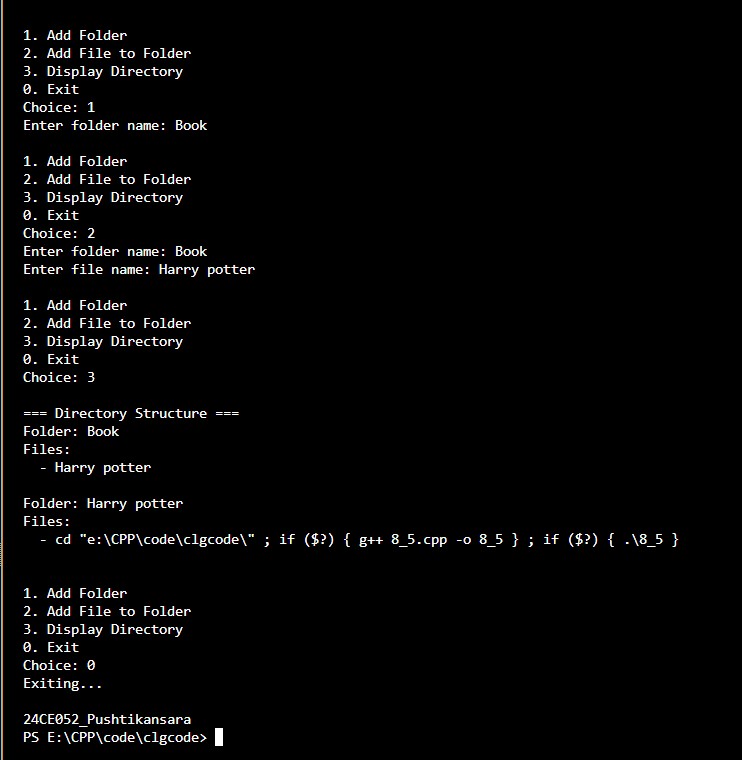 1. Add Folder
2. Add File to Folder
3. Display Directory
0. Exit
Choice: 1
Enter folder name: Book
1. Add Folder
2. Add File to Folder
3. Display Directory
0. Exit
Choice: 2
Enter folder name: Book
Enter file name: Harry potter
1. Add Folder
2. Add File to Folder
3. Display Directory
0. Exit
Choice: 3
=== Directory Structure ===
Folder: Book
Files:
  - Harry potter
Folder: Harry potter
Files:
  - cd "e:\CPP\code\clgcode\" ; if ($?) { g++ 8_5.cpp -o 8_5 } ; if ($?) { .\8_5 }
1. Add Folder
2. Add File to Folder
3. Display Directory
0. Exit
Choice: 0
Exiting...
24CE052_Pushtikansara
PS E:\CPP\code\clgcode>